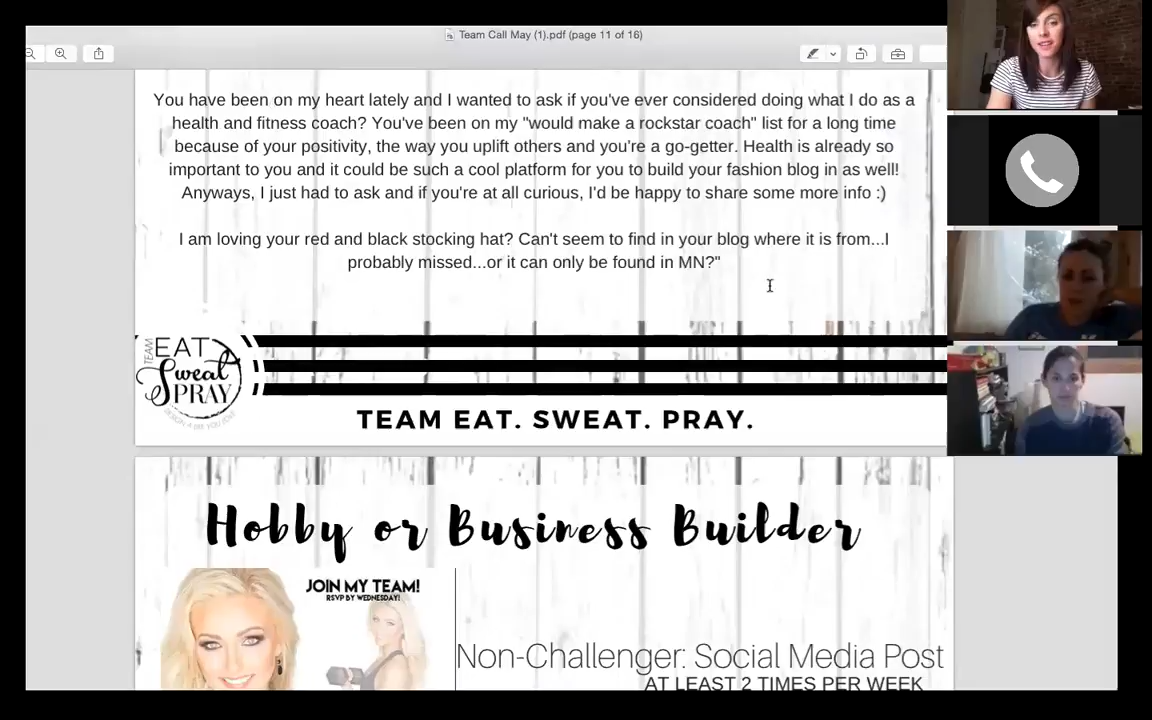 Team Call May (1).pdf (page 11 of 16)
You have been on my heart lately and I wanted to ask if you've ever considered doing what I do as a
health and fitness coach? You've been on my "would make a rockstar coach" list for a long time
because of your positivity, the way you uplift others and you're a go-getter. Health is already so
important to you and it could be such a cool platform for you to build your fashion blog in as well!
Anyways, I just had to ask and if you're at all curious, I'd be happy to share some more info :)
I am loving your red and black stocking hat? Can't seem to find in your blog where it is from...I
probably missed...or it can only be found in MN?"
TEAM
EAT
Sweat
SPRAY
TEAM EAT. SWEAT. PRAY.
Hobby or Business Builder
JOIN MY TEAM!
RSVP BY WEDNESDAY!
Non-Challenger: Social Media Post
AT LEAST 2 TIMES PER WEEK